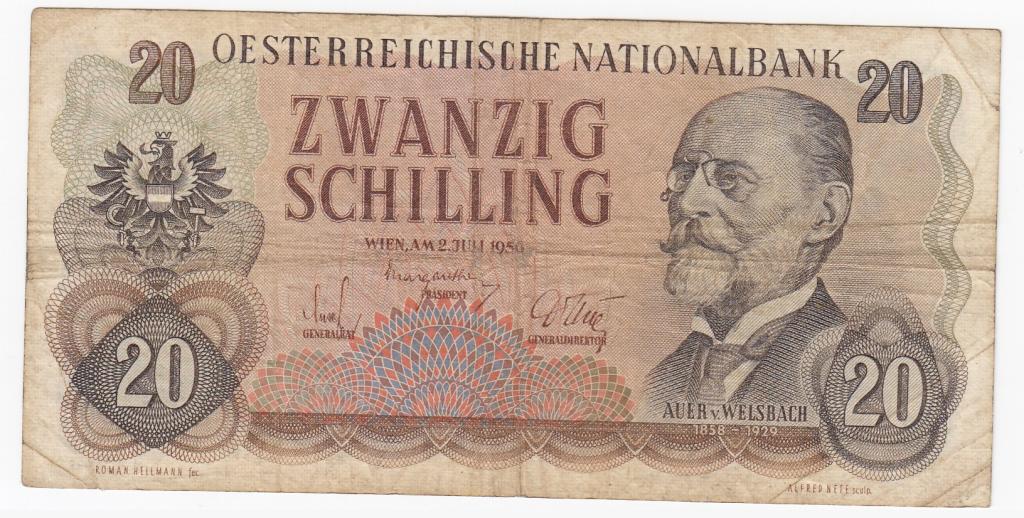 20
OESTERREICHISCHE NATIONALBANK
20
ZWANZIG
SCHILLING
WIEN, AM 2. JULI 1956
PRÄSIDENT
GENERALRAT
GENERALDIREKTOR
20
AUER v. WELSBACH
1858 – 1929
20
ROMAN HELLMANN fec.
ALFRED NEFE sculp.